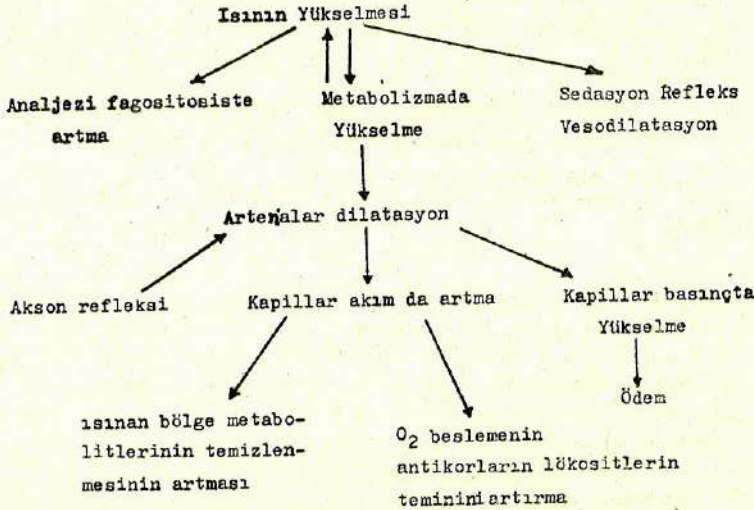 Isının Yükselmesi
Analjezi fagositosiste
artma
Metabolizmada
Yükselme
Sedasyon Refleks
Vesodilatasyon
Arteriolar dilatasyon
Akson refleksi
Kapillar akım da artma
Kapillar basınçta
Yükselme
Ödem
ısınan bölge metabo-
litlerinin temizlen-
mesinin artması
O₂ beslemenin
antikorların lökositlerin
teminini artırma